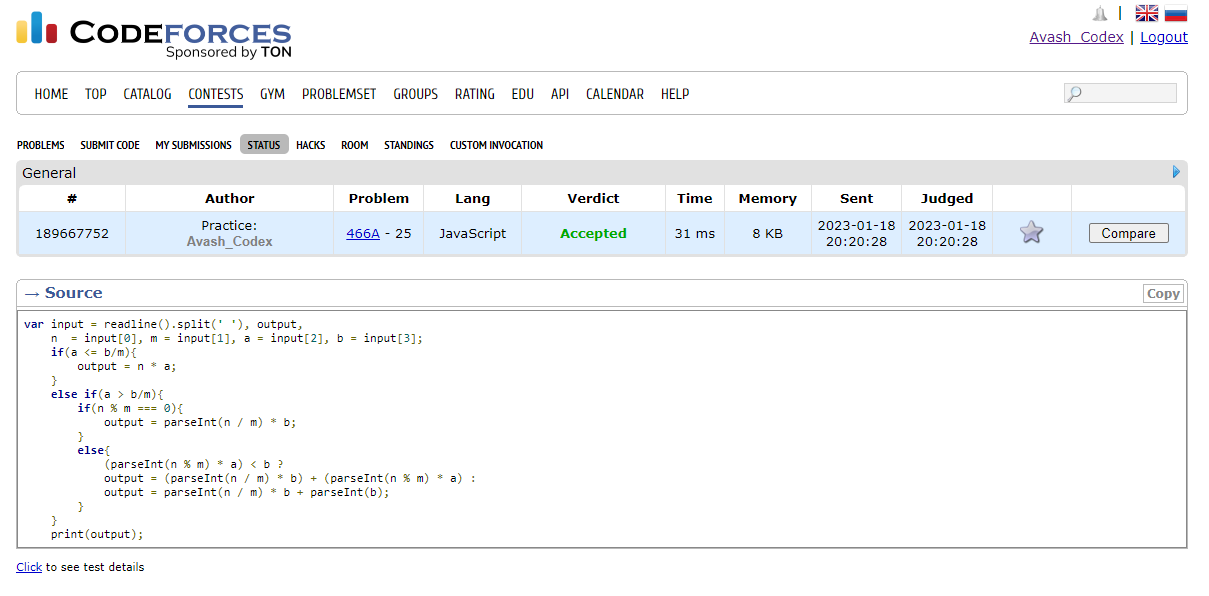 CODEFORCES
Sponsored by TON
Avash_Codex | Logout
HOME TOP CATALOG CONTESTS GYM PROBLEMSET GROUPS RATING EDU API CALENDAR HELP
PROBLEMS SUBMIT CODE MY SUBMISSIONS STATUS HACKS ROOM STANDINGS CUSTOM INVOCATION
General
# Author Problem Lang Verdict Time Memory Sent Judged
189667752 Practice: Avash_Codex 466A - 25 JavaScript Accepted 31 ms 8 KB 2023-01-18 20:20:28 2023-01-18 20:20:28 Compare
→ Source Copy
var input = readline().split(' '), output,
    n  = input[0], m = input[1], a = input[2], b = input[3];
    if(a <= b/m){
        output = n * a;
    }
    else if(a > b/m){
        if(n % m === 0){
            output = parseInt(n / m) * b;
        }
        else{
            (parseInt(n % m) * a) < b ?
            output = (parseInt(n / m) * b) + (parseInt(n % m) * a) :
            output = parseInt(n / m) * b + parseInt(b);
        }
    }
    print(output);
Click to see test details